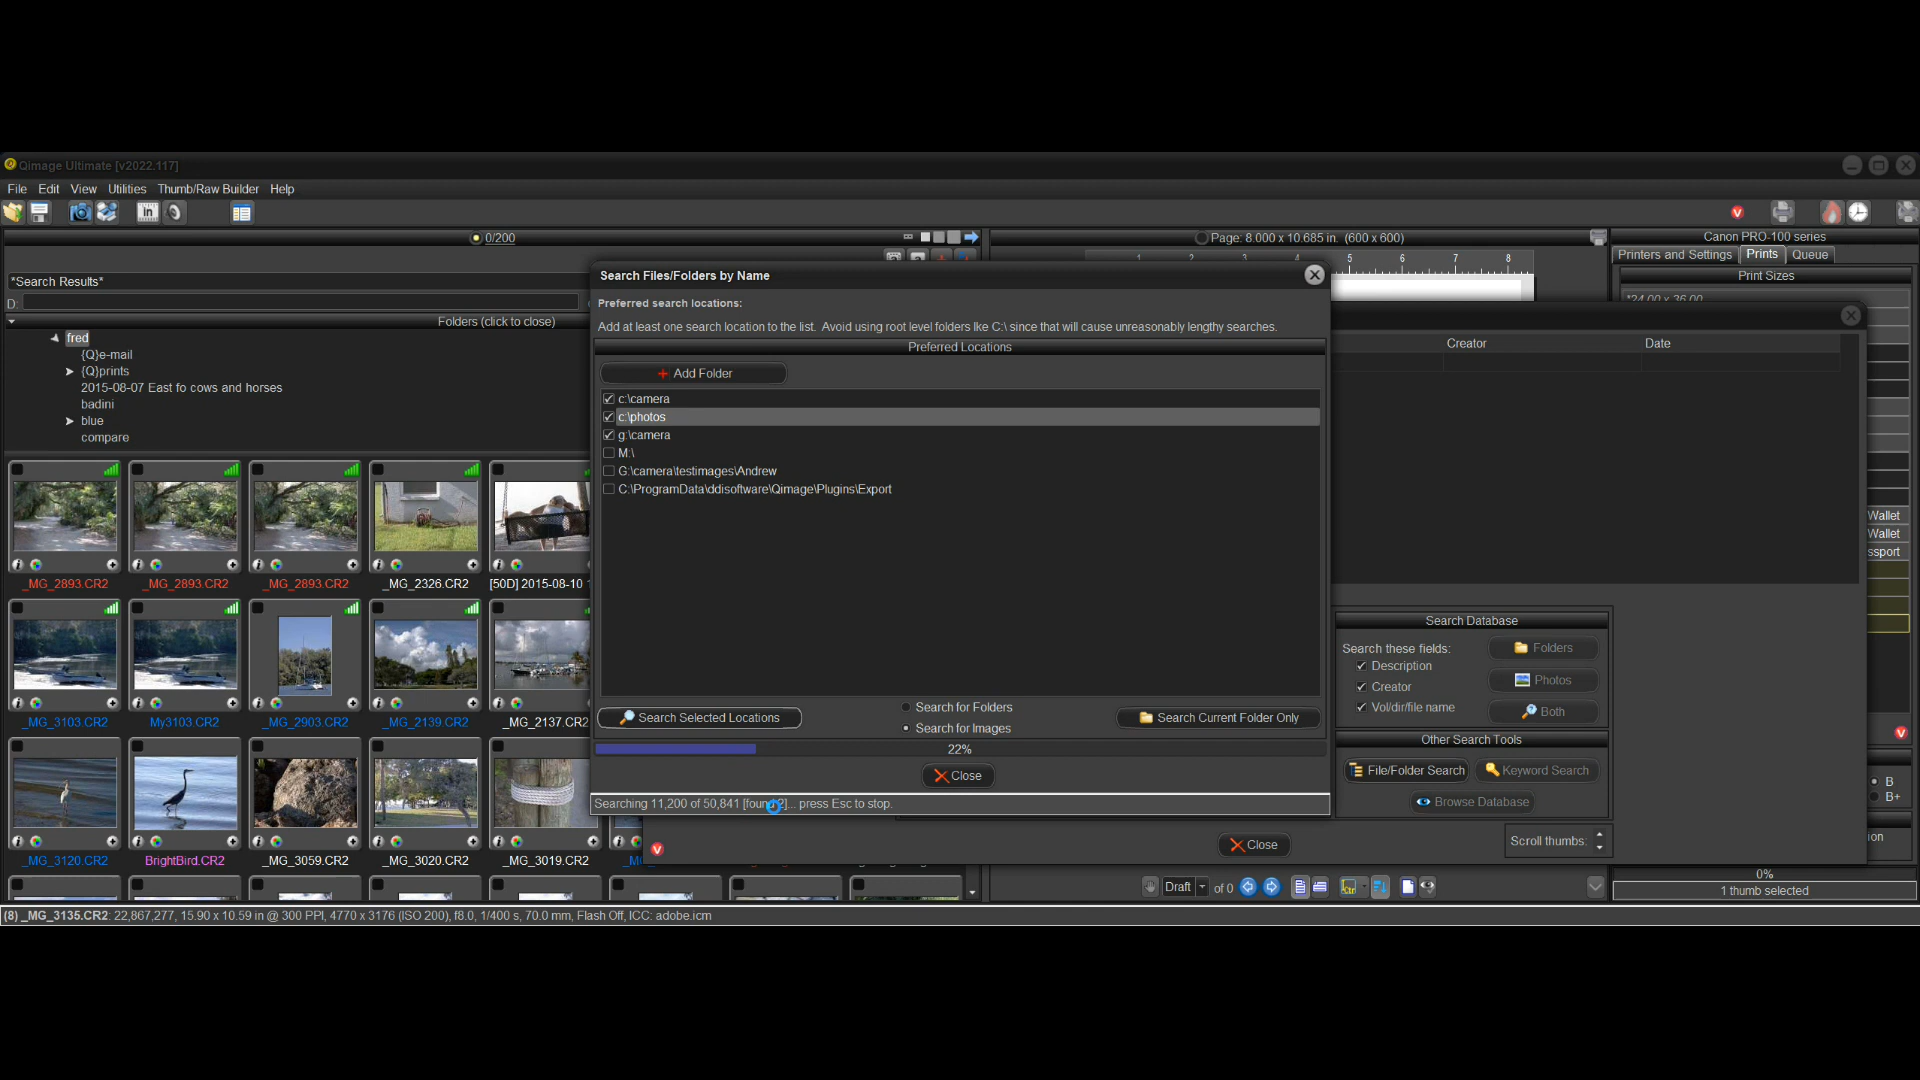 Qimage Ultimate [v2022.117]
File Edit View Utilities Thumb/Raw Builder Help
0/200
Page: 8.000 x 10.685 in. (600 x 600)
Canon PRO-100 series
Printers and Settings Prints Queue
Print Sizes
*24.00 x 36.00
5 6 7 8
*Search Results*
D:
Folders (click to close)
fred
{Q}e-mail
{Q}prints
2015-08-07 East fo cows and horses
badini
blue
compare
_MG_2893.CR2 _MG_2893.CR2 _MG_2893.CR2 _MG_2326.CR2 [50D] 2015-08-10
_MG_3103.CR2 My3103.CR2 _MG_2903.CR2 _MG_2139.CR2 _MG_2137.CR2
_MG_3120.CR2 BrightBird.CR2 _MG_3059.CR2 _MG_3020.CR2 _MG_3019.CR2
Search Files/Folders by Name
Preferred search locations:
Add at least one search location to the list. Avoid using root level folders lke C:\ since that will cause unreasonably lengthy searches.
Preferred Locations
Add Folder
c:\camera
c:\photos
g:\camera
M:\
G:\camera\testimages\Andrew
C:\ProgramData\ddisoftware\Qimage\Plugins\Export
Search Selected Locations
Search for Folders
Search for Images
Search Current Folder Only
22%
Close
Searching 11,200 of 50,841 [found 2]... press Esc to stop.
Creator Date
Wallet
Wallet
ssport
Search Database
Search these fields:
Description
Creator
Vol/dir/file name
Folders
Photos
Both
Other Search Tools
File/Folder Search Keyword Search
Browse Database
Close
Scroll thumbs:
B
B+
ion
Draft of 0
0%
1 thumb selected
(8) _MG_3135.CR2: 22,867,277, 15.90 x 10.59 in @ 300 PPI, 4770 x 3176 (ISO 200), f8.0, 1/400 s, 70.0 mm, Flash Off, ICC: adobe.icm